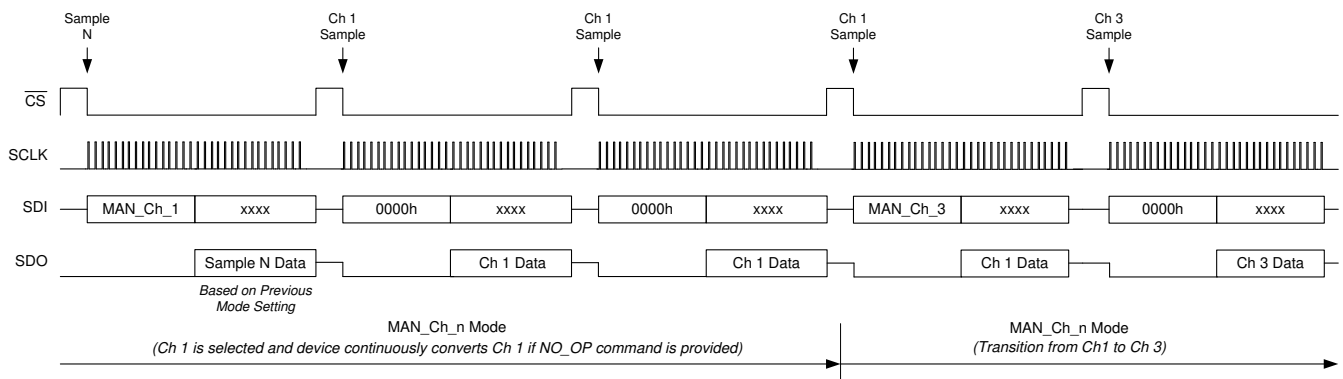 Sample
N
Ch 1
Sample
Ch 1
Sample
Ch 1
Sample
Ch 3
Sample
CS
SCLK
SDI
MAN_Ch_1
xxxx
0000h
xxxx
0000h
xxxx
MAN_Ch_3
xxxx
0000h
xxxx
SDO
Sample N Data
Ch 1 Data
Ch 1 Data
Ch 1 Data
Ch 3 Data
Based on Previous
Mode Setting
MAN_Ch_n Mode
(Ch 1 is selected and device continuously converts Ch 1 if NO_OP command is provided)
MAN_Ch_n Mode
(Transition from Ch1 to Ch 3)